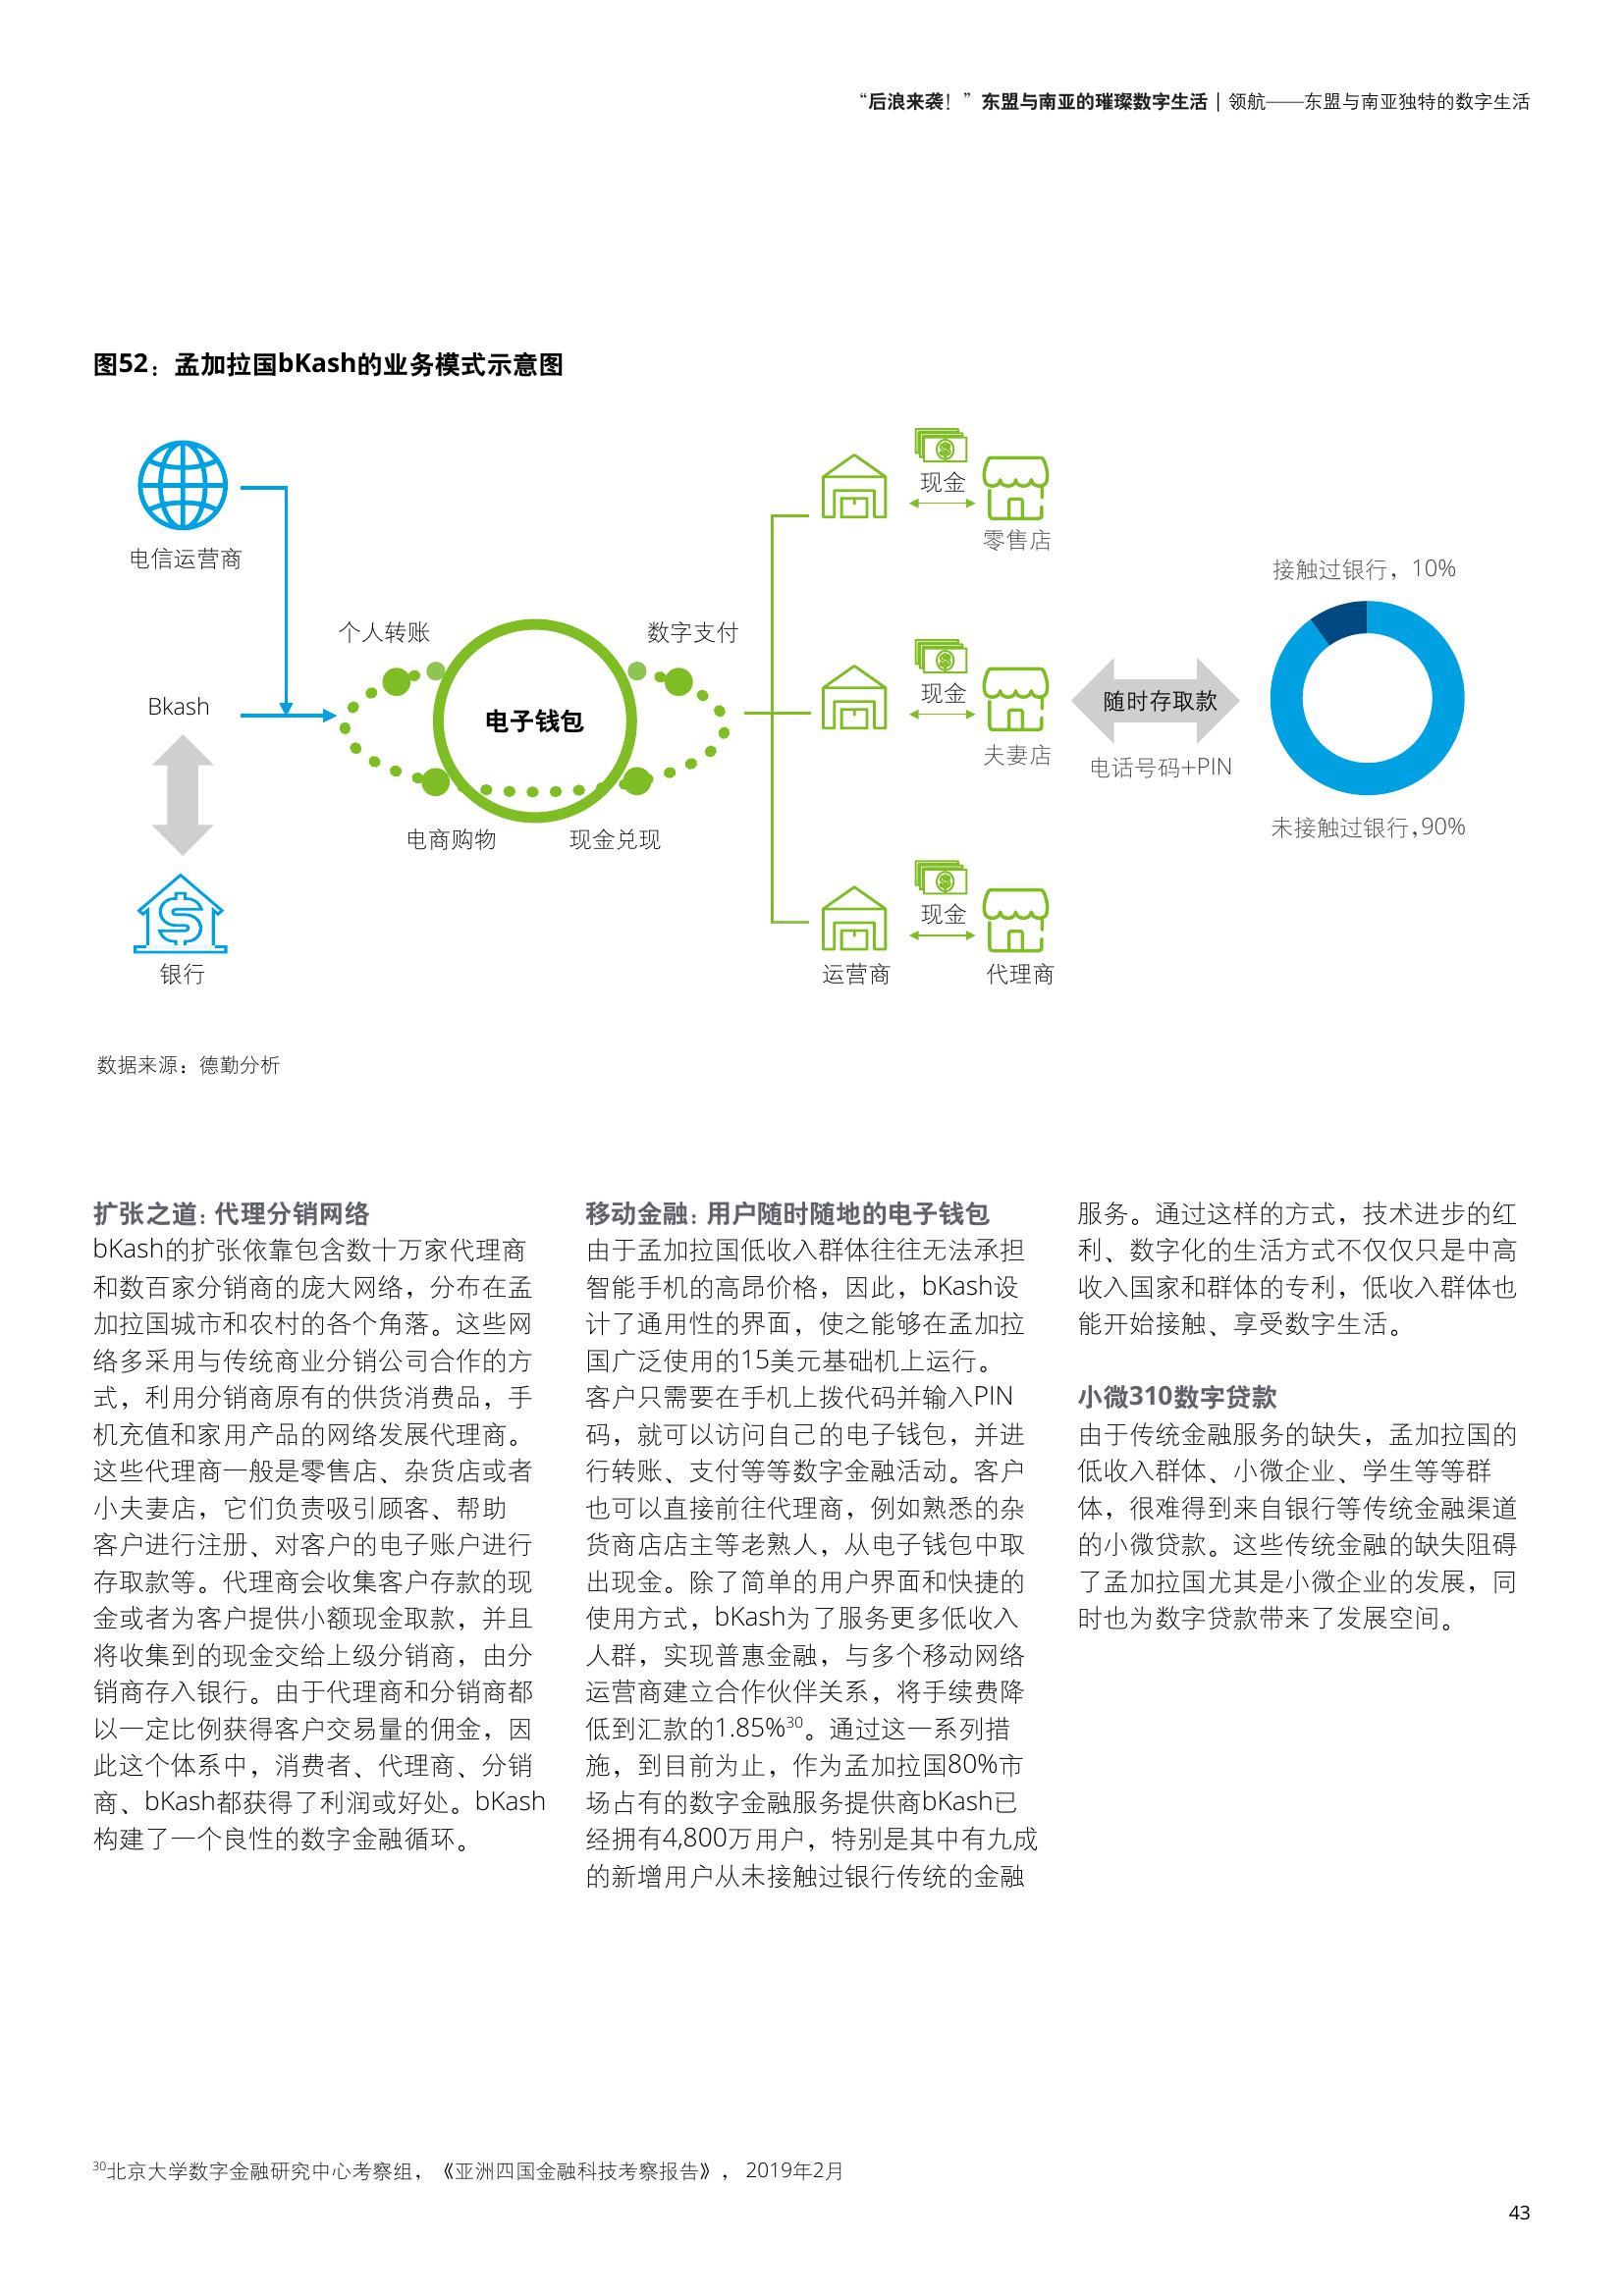 “后浪来袭！”东盟与南亚的璀璨数字生活 | 领航——东盟与南亚独特的数字生活
图52：孟加拉国bKash的业务模式示意图
电信运营商
Bkash
银行
个人转账
数字支付
电子钱包
电商购物
现金兑现
现金
零售店
现金
夫妻店
现金
运营商
代理商
随时存取款
电话号码+PIN
接触过银行，10%
未接触过银行,90%
数据来源：德勤分析
扩张之道：代理分销网络
bKash的扩张依靠包含数十万家代理商
和数百家分销商的庞大网络，分布在孟
加拉国城市和农村的各个角落。这些网
络多采用与传统商业分销公司合作的方
式，利用分销商原有的供货消费品，手
机充值和家用产品的网络发展代理商。
这些代理商一般是零售店、杂货店或者
小夫妻店，它们负责吸引顾客、帮助
客户进行注册、对客户的电子账户进行
存取款等。代理商会收集客户存款的现
金或者为客户提供小额现金取款，并且
将收集到的现金交给上级分销商，由分
销商存入银行。由于代理商和分销商都
以一定比例获得客户交易量的佣金，因
此这个体系中，消费者、代理商、分销
商、bKash都获得了利润或好处。bKash
构建了一个良性的数字金融循环。
移动金融：用户随时随地的电子钱包
由于孟加拉国低收入群体往往无法承担
智能手机的高昂价格，因此，bKash设
计了通用性的界面，使之能够在孟加拉
国广泛使用的15美元基础机上运行。
客户只需要在手机上拨代码并输入PIN
码，就可以访问自己的电子钱包，并进
行转账、支付等等数字金融活动。客户
也可以直接前往代理商，例如熟悉的杂
货商店店主等老熟人，从电子钱包中取
出现金。除了简单的用户界面和快捷的
使用方式，bKash为了服务更多低收入
人群，实现普惠金融，与多个移动网络
运营商建立合作伙伴关系，将手续费降
低到汇款的1.85%30。通过这一系列措
施，到目前为止，作为孟加拉国80%市
场占有的数字金融服务提供商bKash已
经拥有4,800万用户，特别是其中有九成
的新增用户从未接触过银行传统的金融
服务。通过这样的方式，技术进步的红
利、数字化的生活方式不仅仅只是中高
收入国家和群体的专利，低收入群体也
能开始接触、享受数字生活。
小微310数字贷款
由于传统金融服务的缺失，孟加拉国的
低收入群体、小微企业、学生等等群
体，很难得到来自银行等传统金融渠道
的小微贷款。这些传统金融的缺失阻碍
了孟加拉国尤其是小微企业的发展，同
时也为数字贷款带来了发展空间。
30北京大学数字金融研究中心考察组，《亚洲四国金融科技考察报告》，2019年2月
43